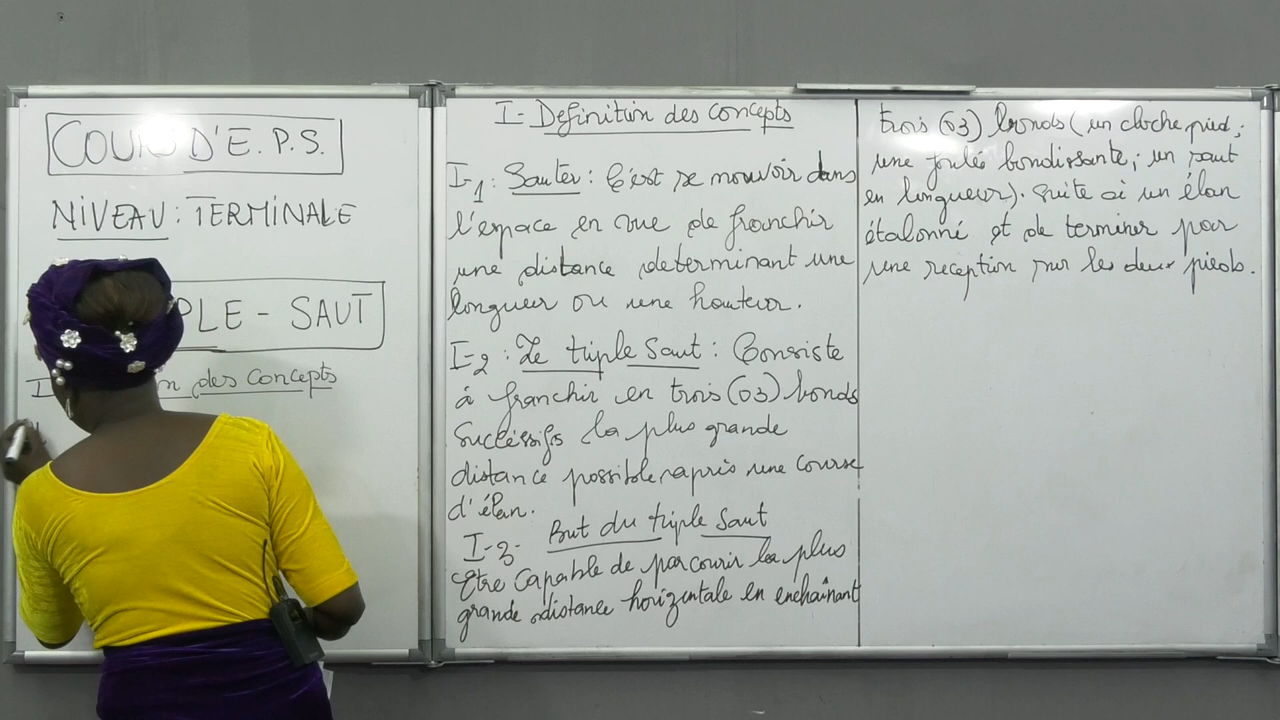 COURS D'E.P.S.
NIVEAU : TERMINALE
PLE - SAUT
I
n des Concepts
I- Definition des Concepts
I-1 : Sauter : C'est se mouvoir dans
l'espace en vue de franchir
une distance determinant une
longueur ou une hauteur.
I-2 : Le triple Saut : Consiste
à franchir en trois (03) bonds
Successifs la plus grande
distance possible après une course
d'élan.
I-3- But du triple Saut
Etre Capable de parcourir la plus
grande distance horizontale en enchaînant
trois (03) bonds (un cloche pied ;
une foulée bondissante ; un saut
en longueur). Suite à un élan
étalonné et de terminer par
une reception sur les deux pieds.